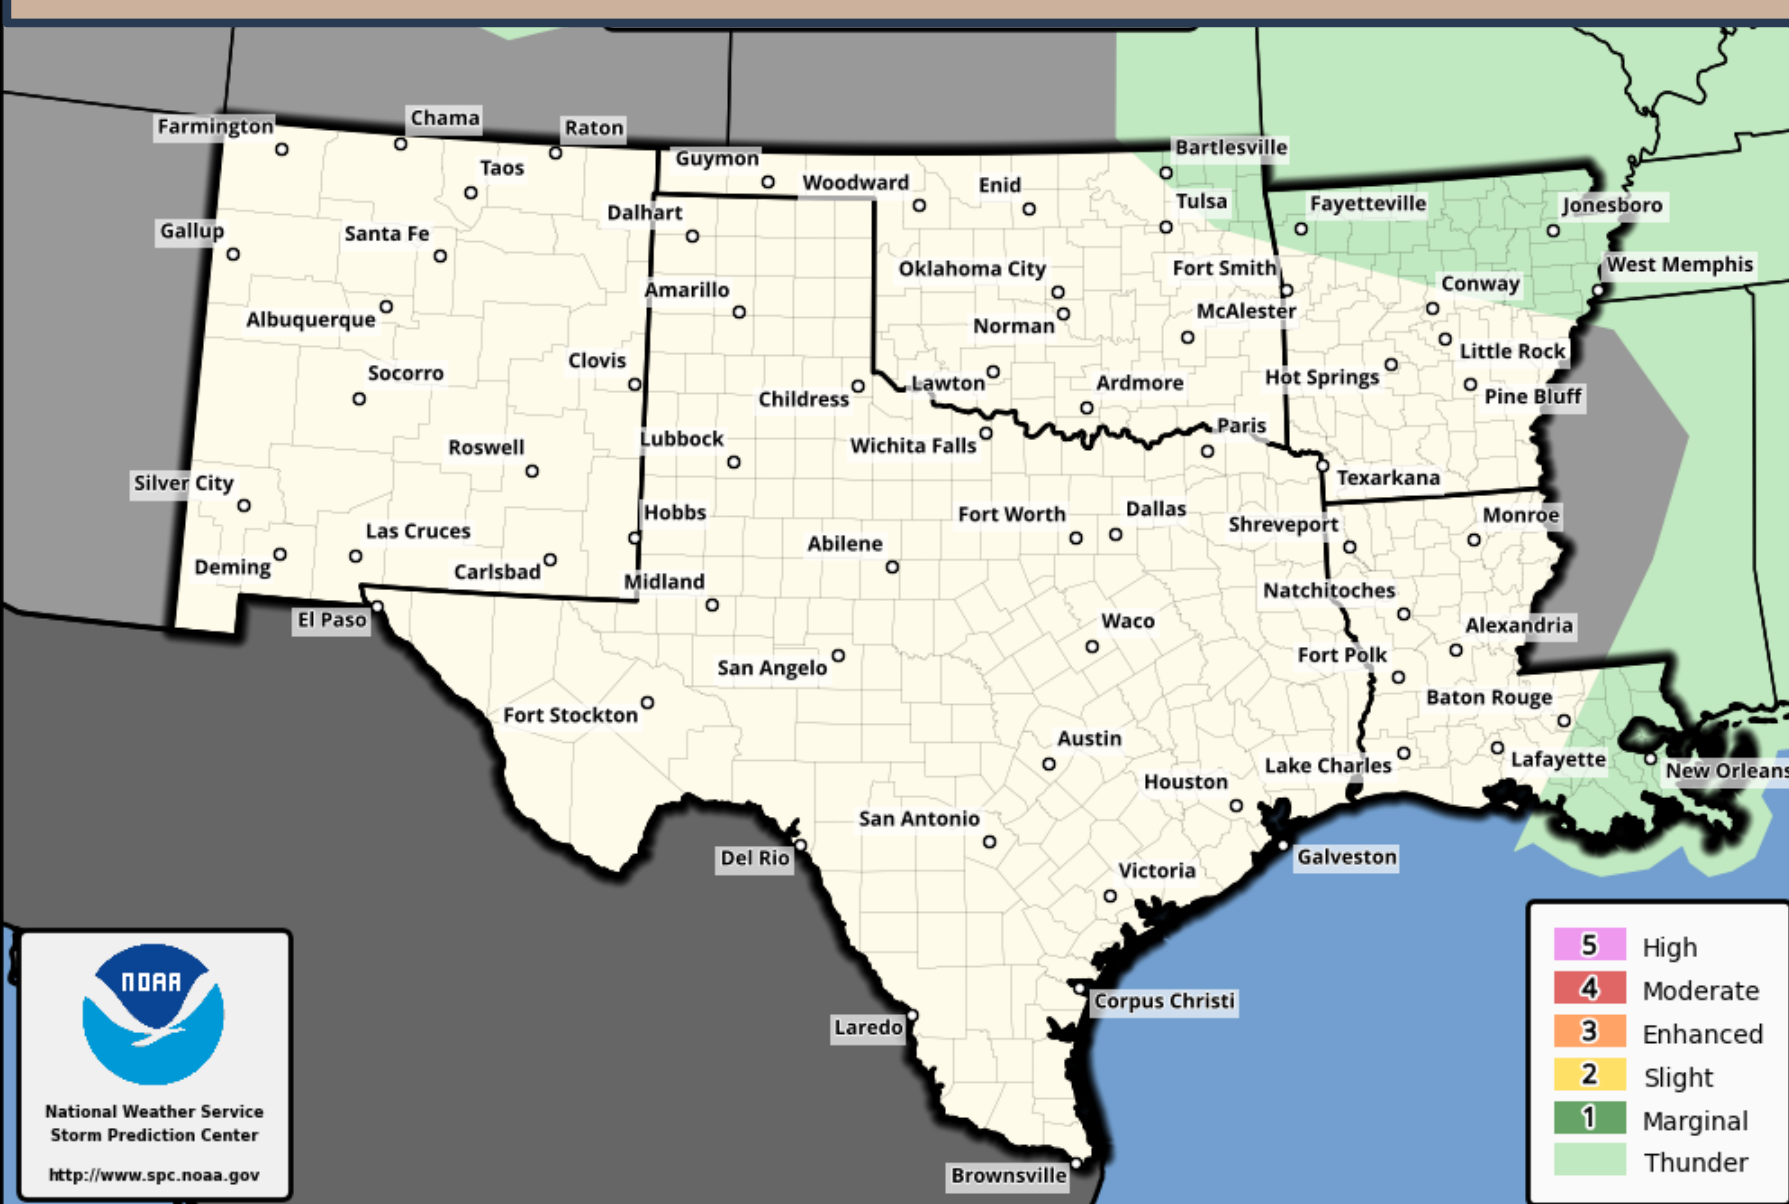 Farmington
Chama
Raton
Taos
Guymon
Woodward
Enid
Bartlesville
Tulsa
Fayetteville
Jonesboro
Gallup
Santa Fe
Dalhart
Oklahoma City
Fort Smith
West Memphis
Amarillo
Conway
Albuquerque
Norman
McAlester
Little Rock
Socorro
Clovis
Childress
Lawton
Ardmore
Hot Springs
Pine Bluff
Roswell
Lubbock
Wichita Falls
Paris
Silver City
Texarkana
Las Cruces
Hobbs
Fort Worth
Dallas
Shreveport
Monroe
Deming
Carlsbad
Midland
Abilene
Natchitoches
El Paso
Waco
Alexandria
San Angelo
Fort Polk
Fort Stockton
Baton Rouge
Austin
Houston
Lake Charles
Lafayette
New Orleans
San Antonio
Del Rio
Galveston
Victoria
Corpus Christi
Laredo
Brownsville
NOAA
National Weather Service
Storm Prediction Center
http://www.spc.noaa.gov
5 High
4 Moderate
3 Enhanced
2 Slight
1 Marginal
Thunder